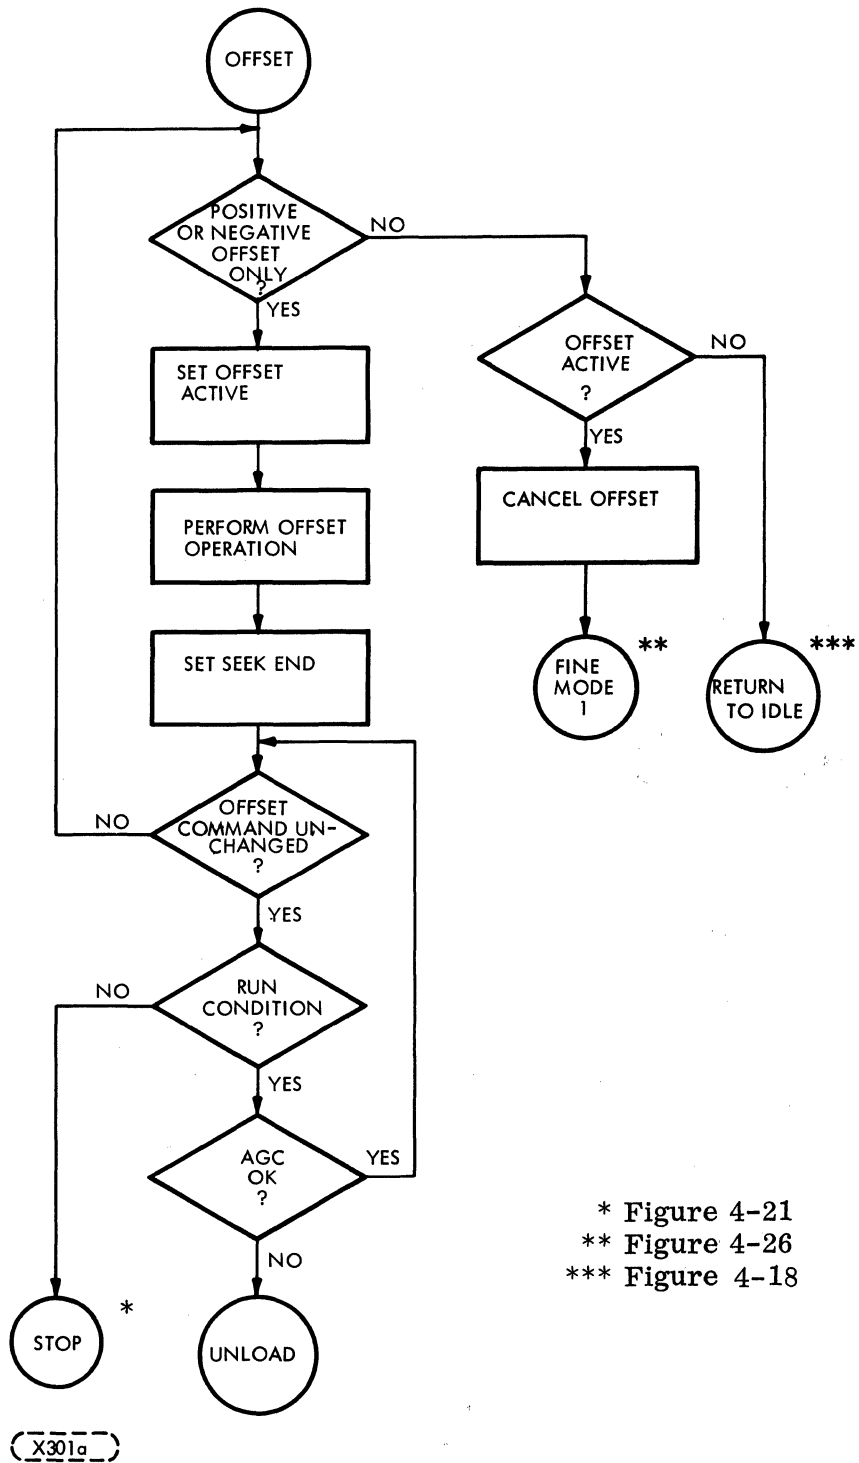 OFFSET
POSITIVE
OR NEGATIVE
OFFSET
ONLY
?
NO
YES
OFFSET
ACTIVE
?
NO
YES
SET OFFSET
ACTIVE
CANCEL OFFSET
PERFORM OFFSET
OPERATION
SET SEEK END
FINE
MODE
1
**
RETURN
TO IDLE
***
OFFSET
COMMAND UN-
CHANGED
?
NO
YES
RUN
CONDITION
?
NO
YES
AGC
OK
?
YES
NO
STOP
*
UNLOAD
* Figure 4-21
** Figure 4-26
*** Figure 4-18
X301a